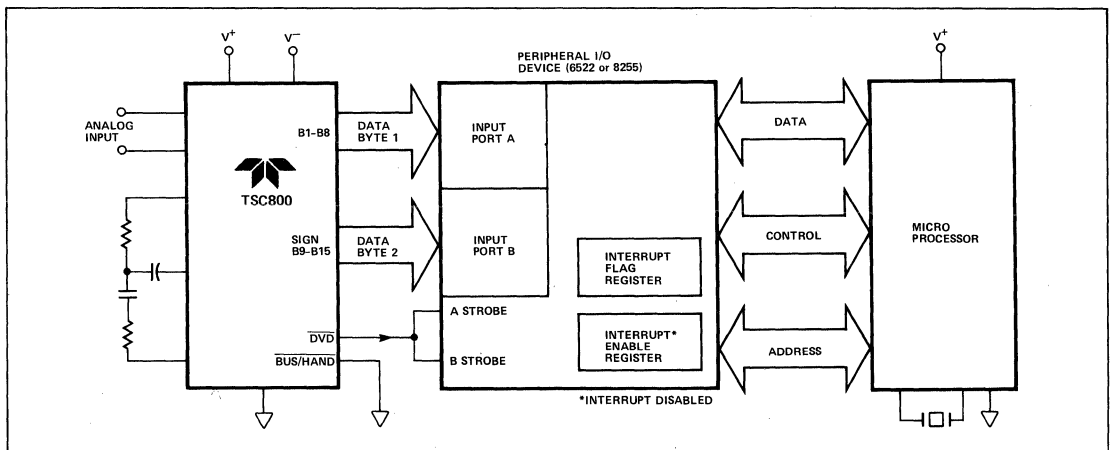 V+
V−
ANALOG
INPUT
B1–B8
TSC800
SIGN
B9–B15
DVD
BUS/HAND
DATA
BYTE 1
DATA
BYTE 2
PERIPHERAL I/O
DEVICE (6522 or 8255)
INPUT
PORT A
INPUT
PORT B
A STROBE
B STROBE
INTERRUPT
FLAG
REGISTER
INTERRUPT*
ENABLE
REGISTER
*INTERRUPT DISABLED
DATA
CONTROL
ADDRESS
V+
MICRO
PROCESSOR